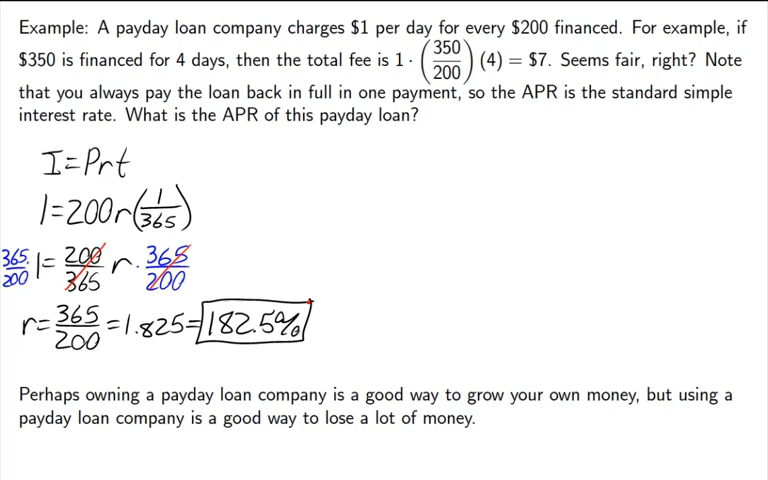 Example: A payday loan company charges $1 per day for every $200 financed. For example, if
$350 is financed for 4 days, then the total fee is 1 · (350/200) (4) = $7. Seems fair, right? Note
that you always pay the loan back in full in one payment, so the APR is the standard simple
interest rate. What is the APR of this payday loan?
I=Prt
1=200r(1/365)
365/200 · 1 = 200/365 r · 365/200
r = 365/200 = 1.825 = 182.5%
Perhaps owning a payday loan company is a good way to grow your own money, but using a
payday loan company is a good way to lose a lot of money.